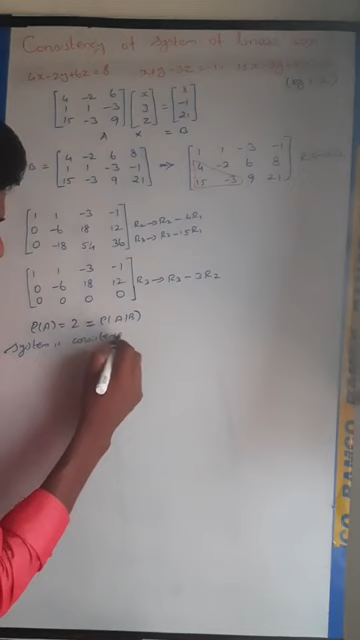 Consistency of System of Linear
4x-2y+6z=8 x+y-3z=-1, 15x-3y+
[4 -2 6] [x] [8]
[1 1 -3] [y] = [-1]
[15 -3 9] [z] [21]
A x = B
[4 -2 6 8] [1 1 -3 -1]
B = [1 1 -3 -1] ⇒ [4 -2 6 8]
[15 -3 9 21] [15 -3 9 21]
[1 1 -3 -1]
[0 -6 18 12] R2→R2-4R1
[0 -18 54 36] R3→R3-15R1
[1 1 -3 -1]
[0 -6 18 12] R3→R3-3R2
[0 0 0 0]
ρ(A) = 2 = ρ(A|B)
System is consistent